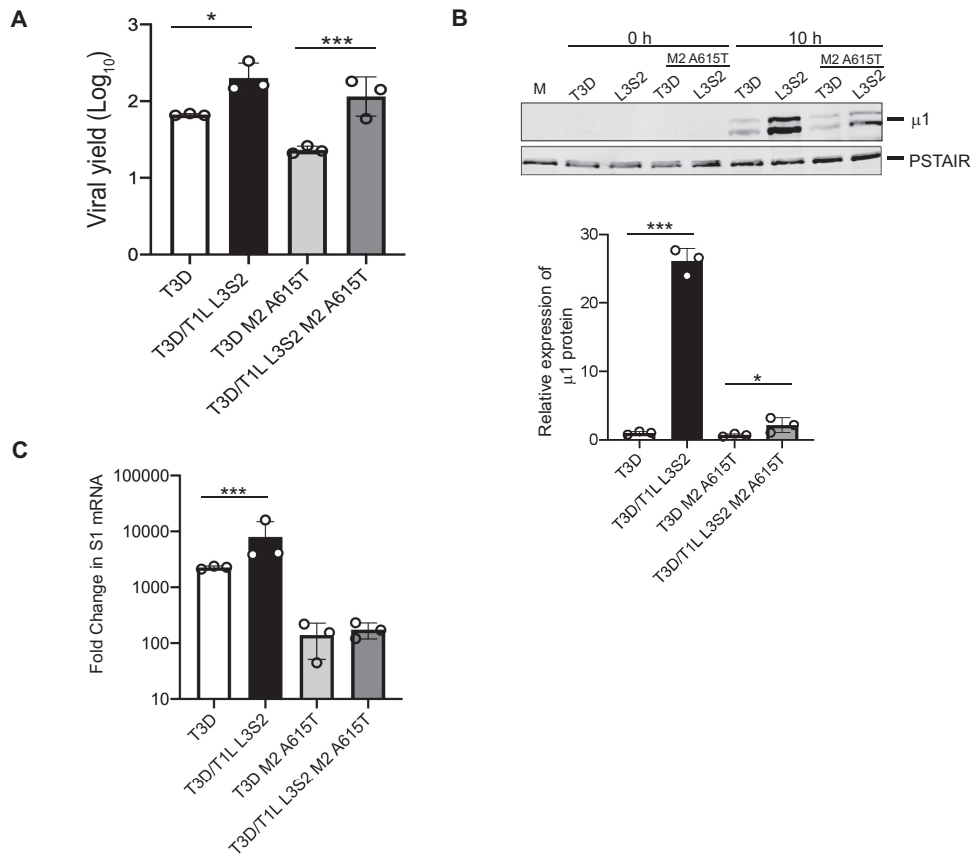 A
Viral yield (Log10)
3
2
1
0
*
***
T3D
T3D/T1L L3S2
T3D M2 A615T
T3D/T1L L3S2 M2 A615T
B
0 h
10 h
M2 A615T
M2 A615T
M
T3D
L3S2
T3D
L3S2
T3D
L3S2
T3D
L3S2
μ1
PSTAIR
Relative expression of
μ1 protein
30
20
10
0
***
*
T3D
T3D/T1L L3S2
T3D M2 A615T
T3D/T1L L3S2 M2 A615T
C
Fold Change in S1 mRNA
100000
10000
1000
100
10
***
T3D
T3D/T1L L3S2
T3D M2 A615T
T3D/T1L L3S2 M2 A615T